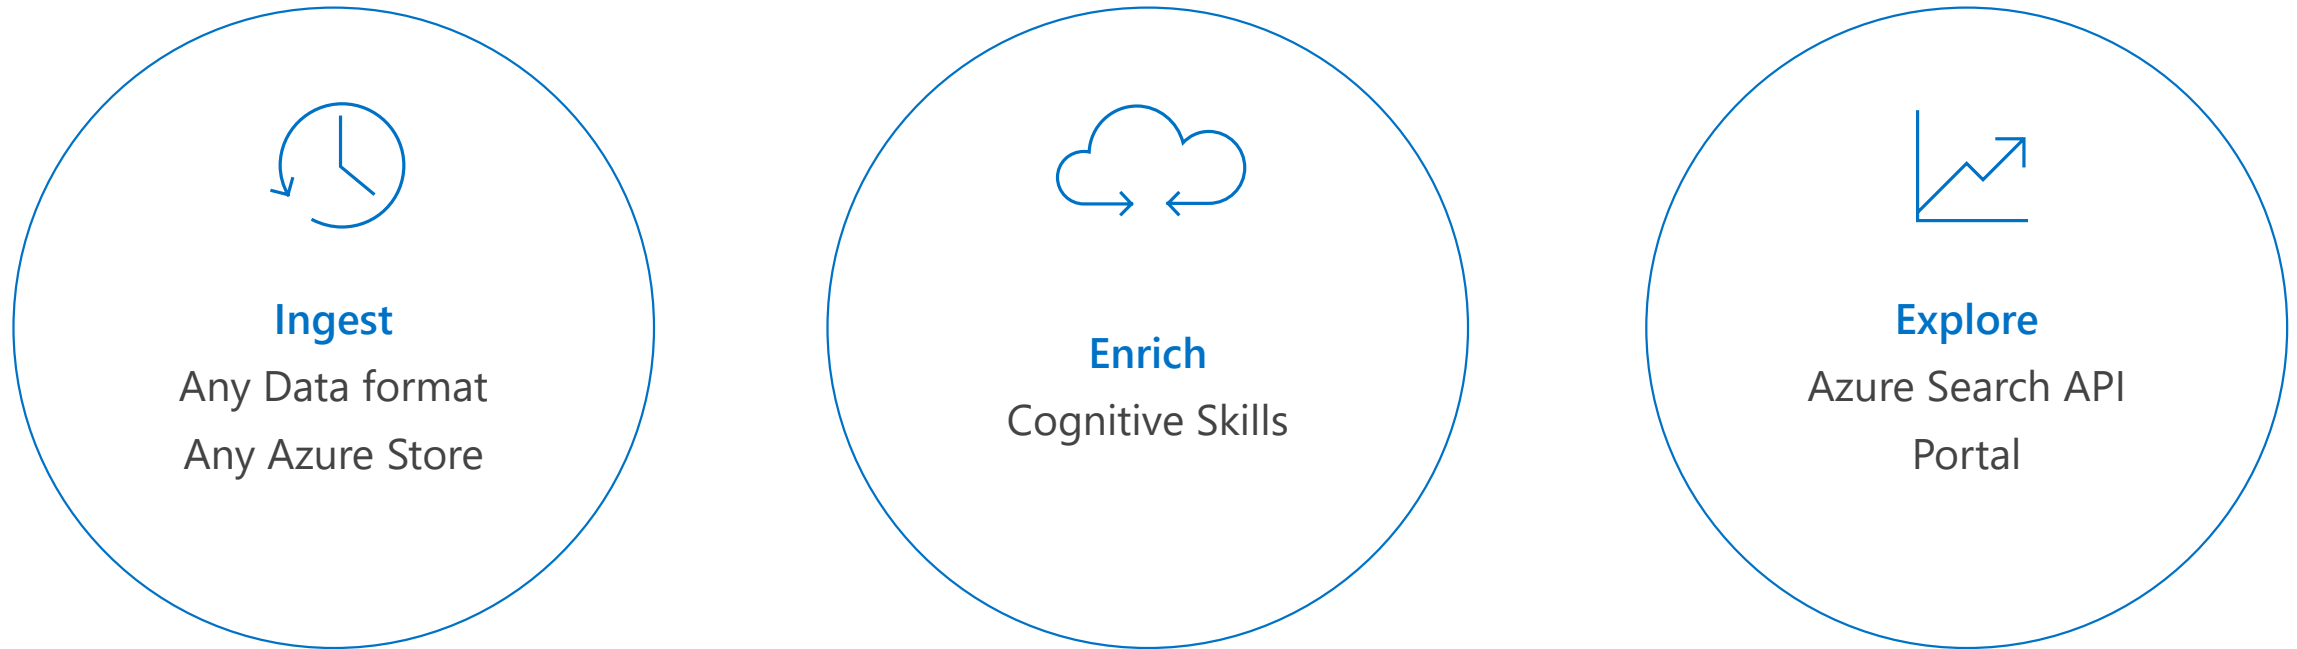 Ingest
Any Data format
Any Azure Store
Enrich
Cognitive Skills
Explore
Azure Search API
Portal